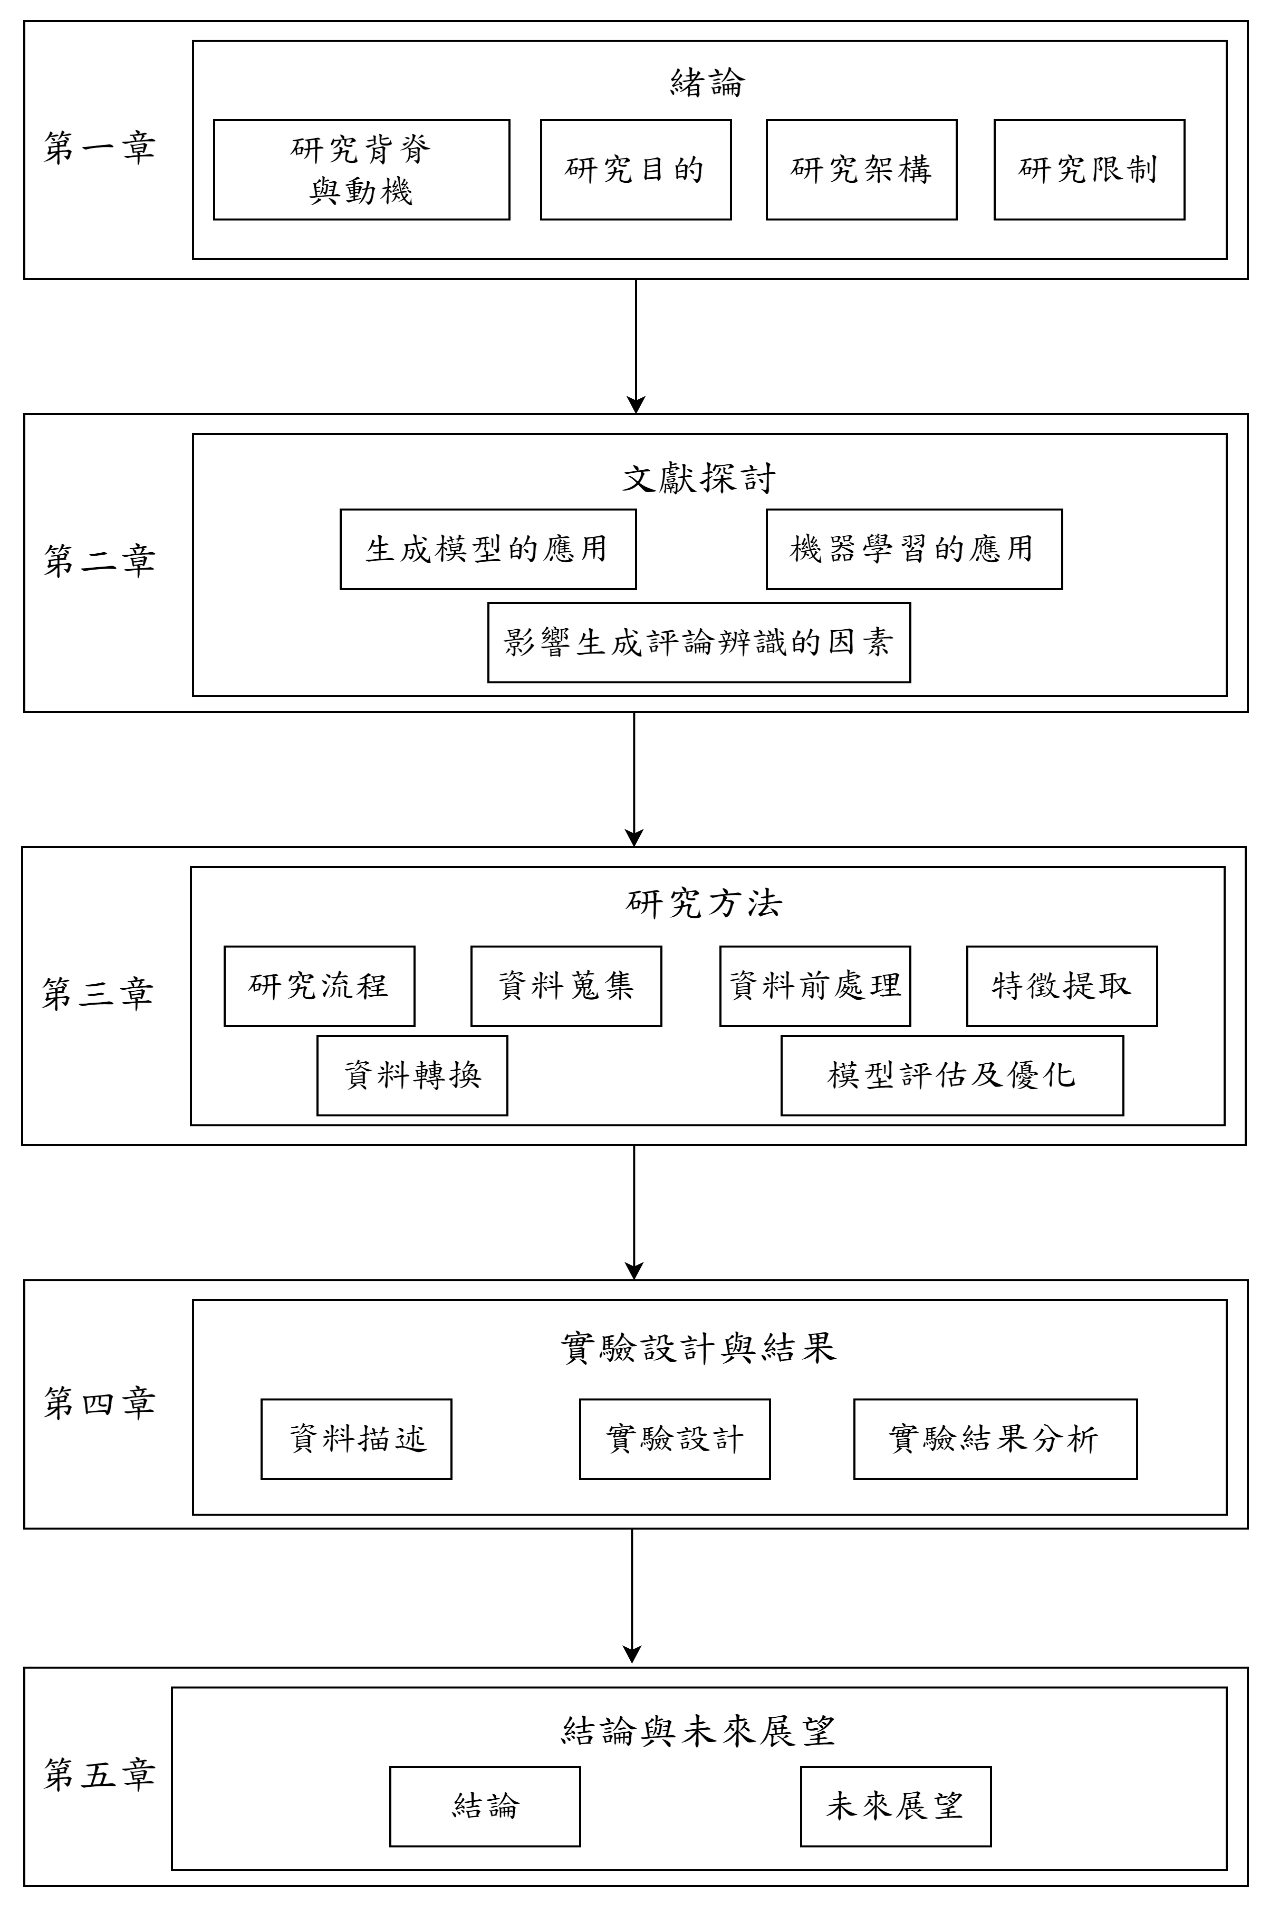 第一章
緒論
研究背脊
與動機
研究目的
研究架構
研究限制
第二章
文獻探討
生成模型的應用
機器學習的應用
影響生成評論辨識的因素
第三章
研究方法
研究流程
資料蒐集
資料前處理
特徵提取
資料轉換
模型評估及優化
第四章
實驗設計與結果
資料描述
實驗設計
實驗結果分析
第五章
結論與未來展望
結論
未來展望